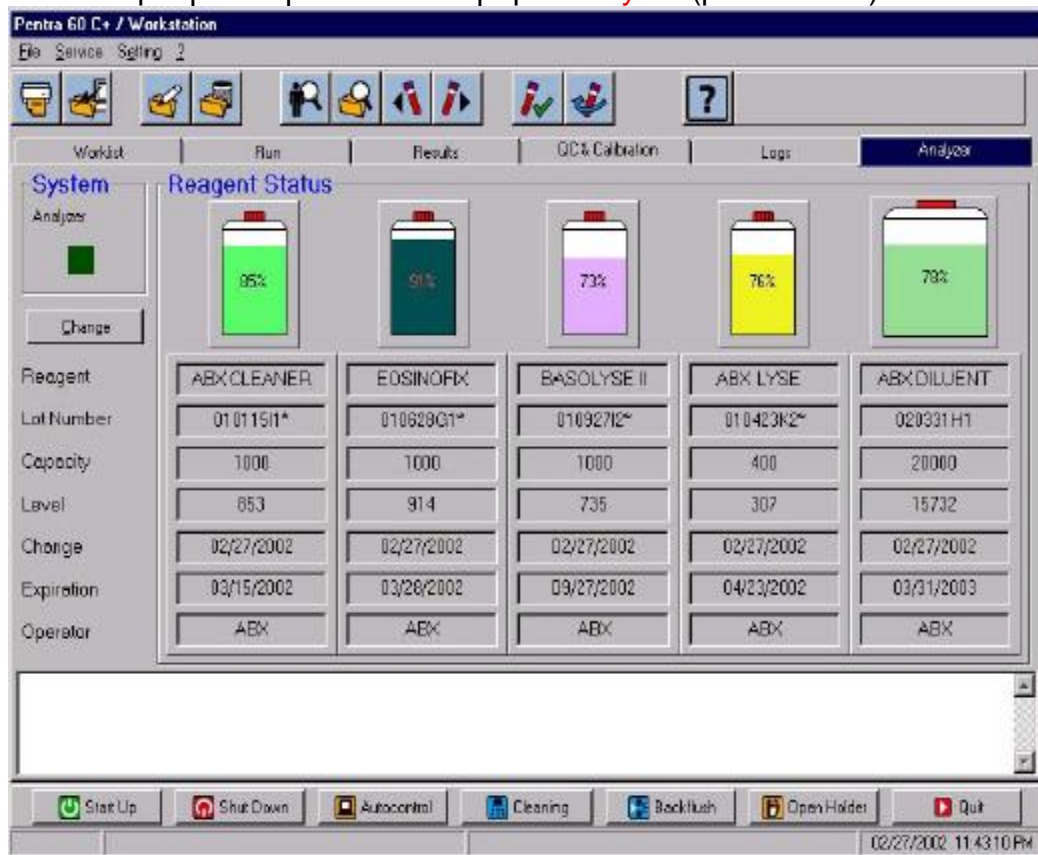 Pentra 60 C+ / Workstation
File Service Setting ?
?
Worklist Run Results QC & Calibration Logs Analyzer
System Reagent Status
Analyzer
85% 91% 73% 76% 78%
Change
Reagent ABX CLEANER EOSINOFIX BASOLYSE II ABX LYSE ABX DILUENT
Lot Number 010115I1* 010628G1* 010927I2* 010423K2* 020331H1
Capacity 1000 1000 1000 400 20000
Level 853 914 735 307 15732
Change 02/27/2002 02/27/2002 02/27/2002 02/27/2002 02/27/2002
Expiration 03/15/2002 03/28/2002 09/27/2002 04/23/2002 03/31/2003
Operator ABX ABX ABX ABX ABX
Start Up Shut Down Autocontrol Cleaning Backflush Open Holder Quit
02/27/2002 11:43:10 PM